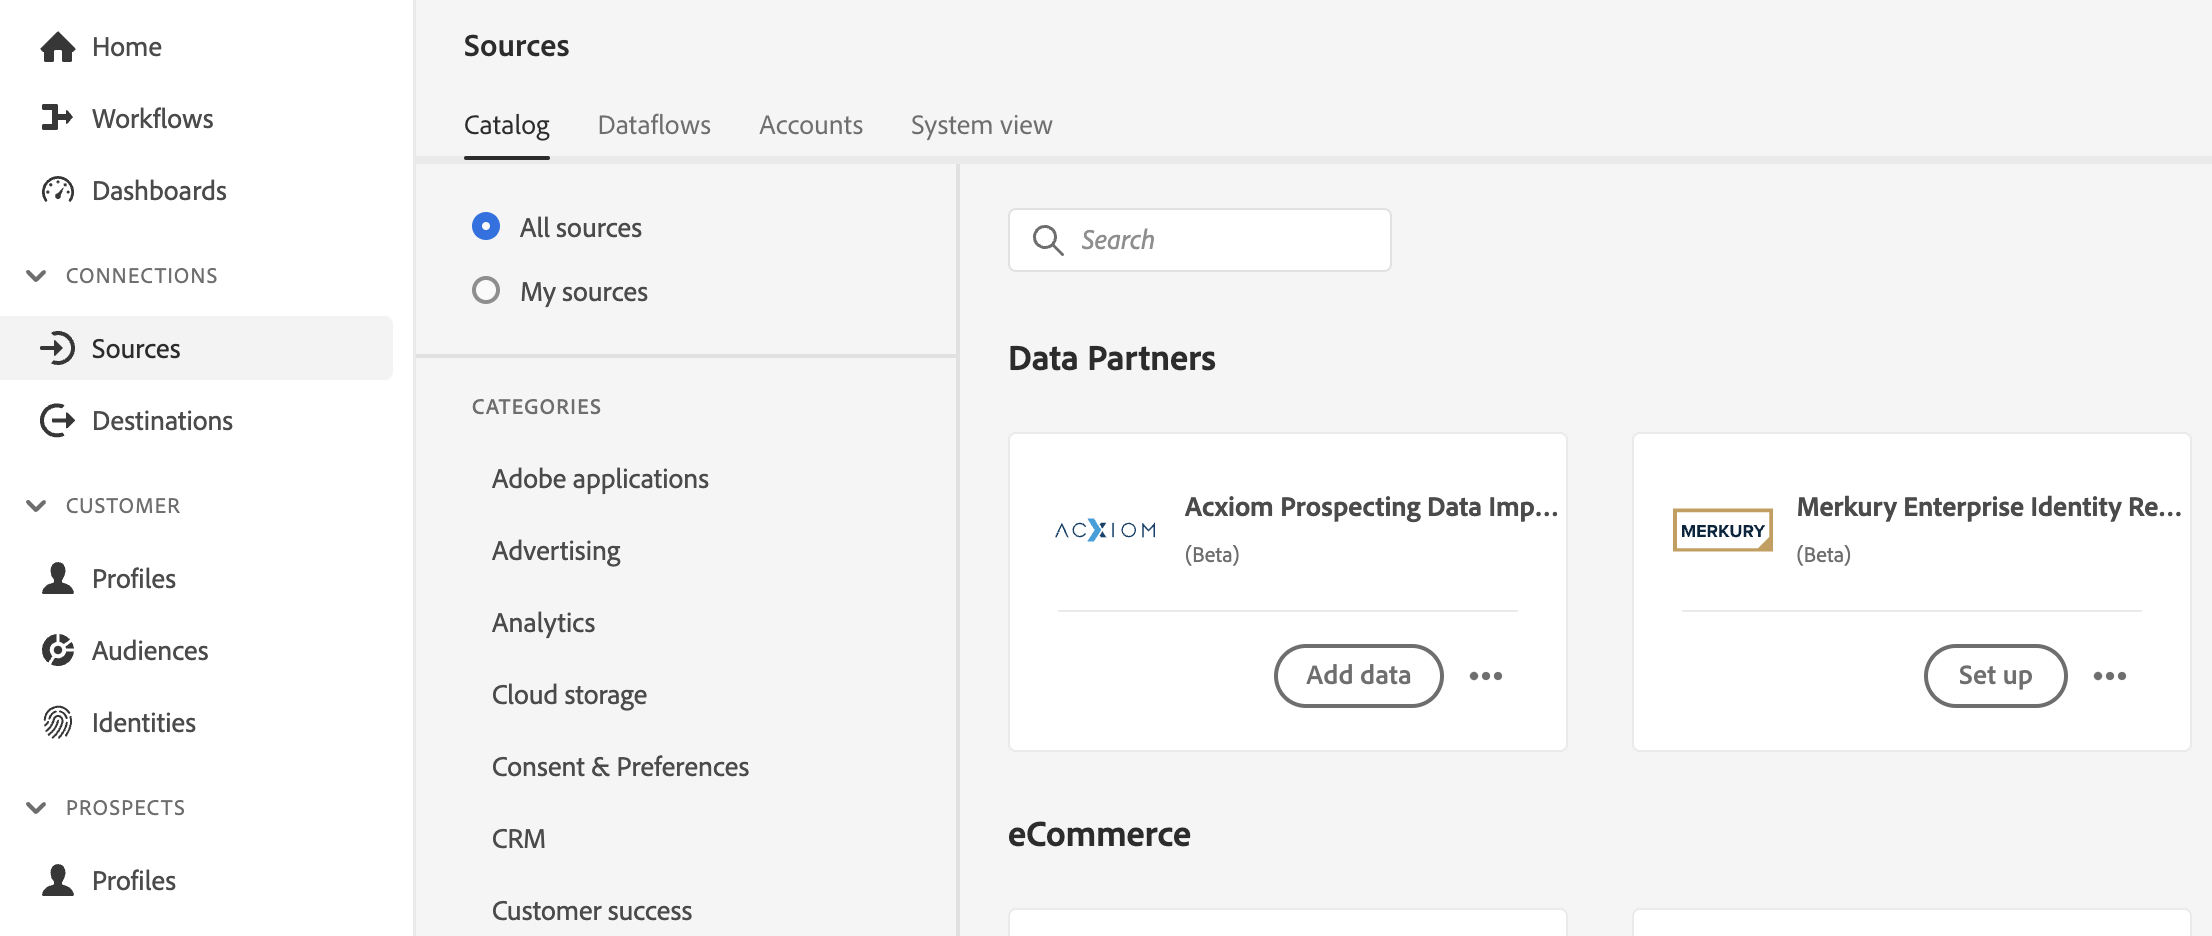 Home
Workflows
Dashboards
CONNECTIONS
Sources
Destinations
CUSTOMER
Profiles
Audiences
Identities
PROSPECTS
Profiles
Sources
Catalog Dataflows Accounts System view
All sources
My sources
CATEGORIES
Adobe applications
Advertising
Analytics
Cloud storage
Consent & Preferences
CRM
Customer success
Search
Data Partners
ACXIOM
Acxiom Prospecting Data Imp...
(Beta)
Add data
MERKURY
Merkury Enterprise Identity Re...
(Beta)
Set up
eCommerce